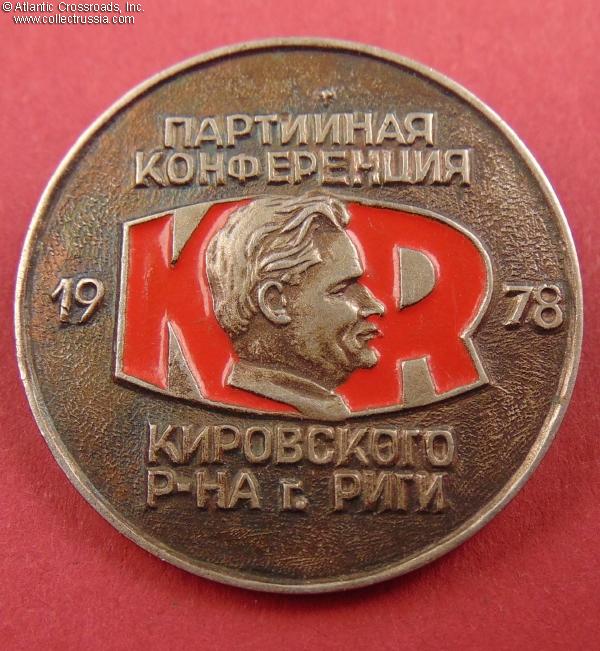 © Atlantic Crossroads, Inc.
www.collectrussia.com
ПАРТИЙНАЯ
КОНФЕРЕНЦИЯ
KR
19 78
КИРОВСКОГО
Р-НА г. РИГИ